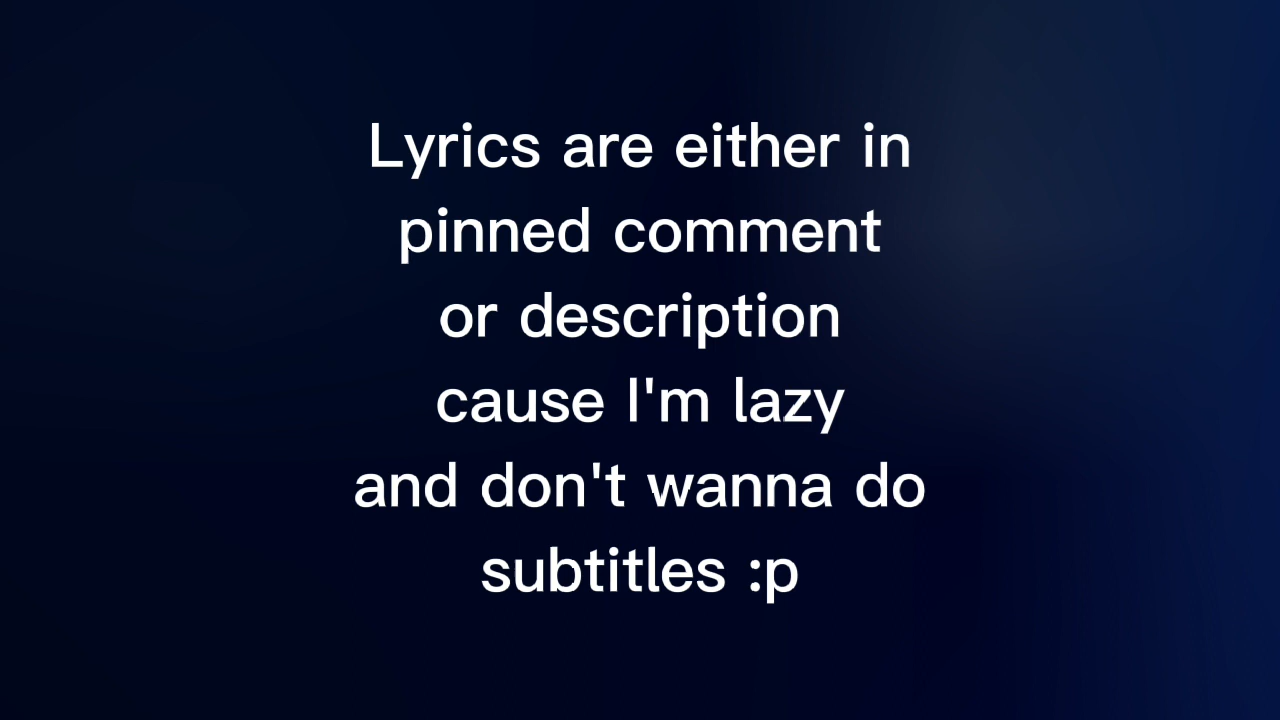 Lyrics are either in
pinned comment
or description
cause I'm lazy
and don't wanna do
subtitles :p